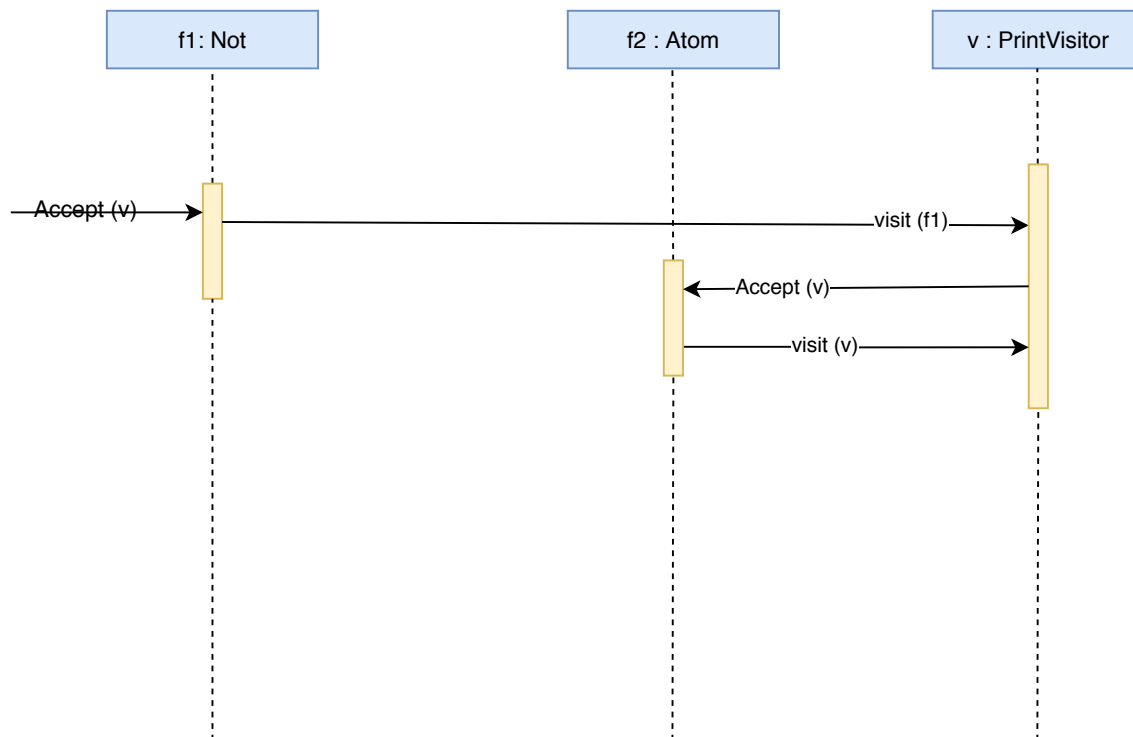 f1: Not
f2 : Atom
v : PrintVisitor
Accept (v)
visit (f1)
Accept (v)
visit (v)